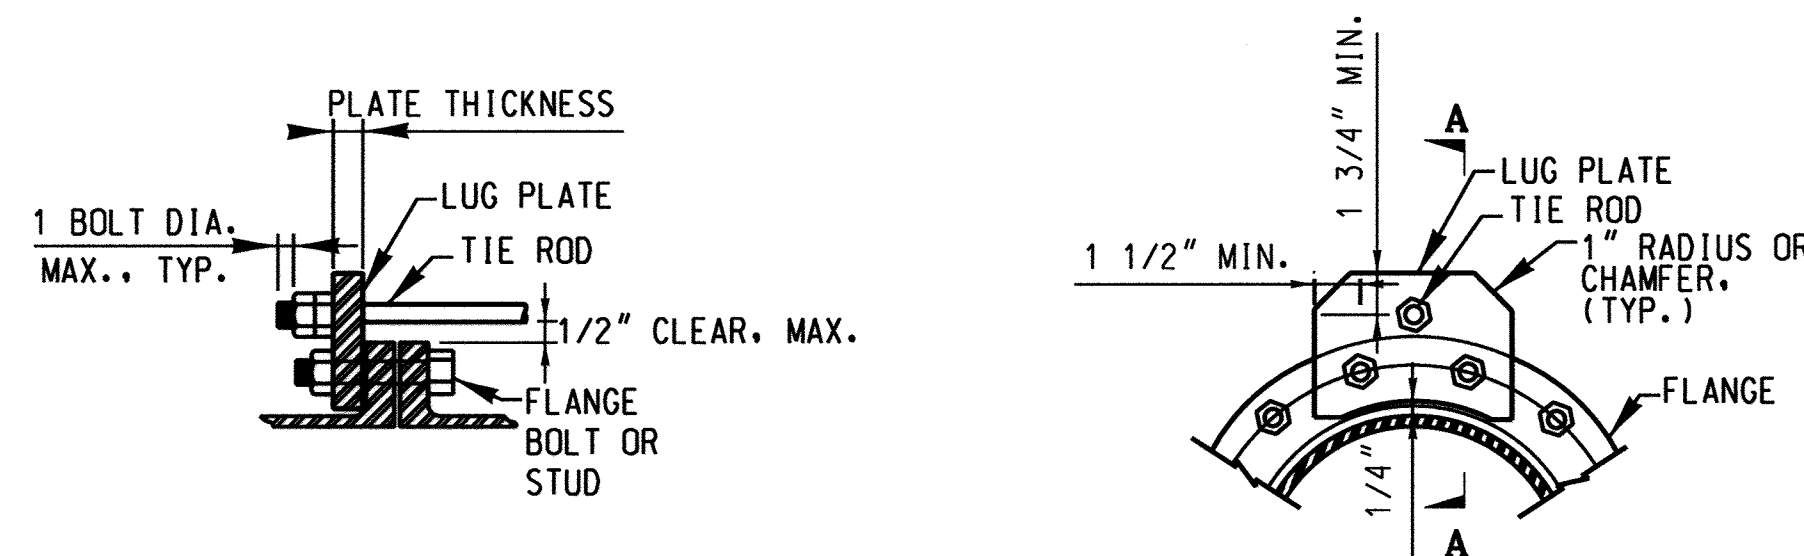 PLATE THICKNESS
LUG PLATE
1 BOLT DIA.
MAX., TYP.
TIE ROD
1/2" CLEAR. MAX.
FLANGE
BOLT OR
STUD
1 3/4" MIN.
A
LUG PLATE
TIE ROD
1 1/2" MIN.
1" RADIUS OR
CHAMFER.
(TYP.)
FLANGE
1/4"
A